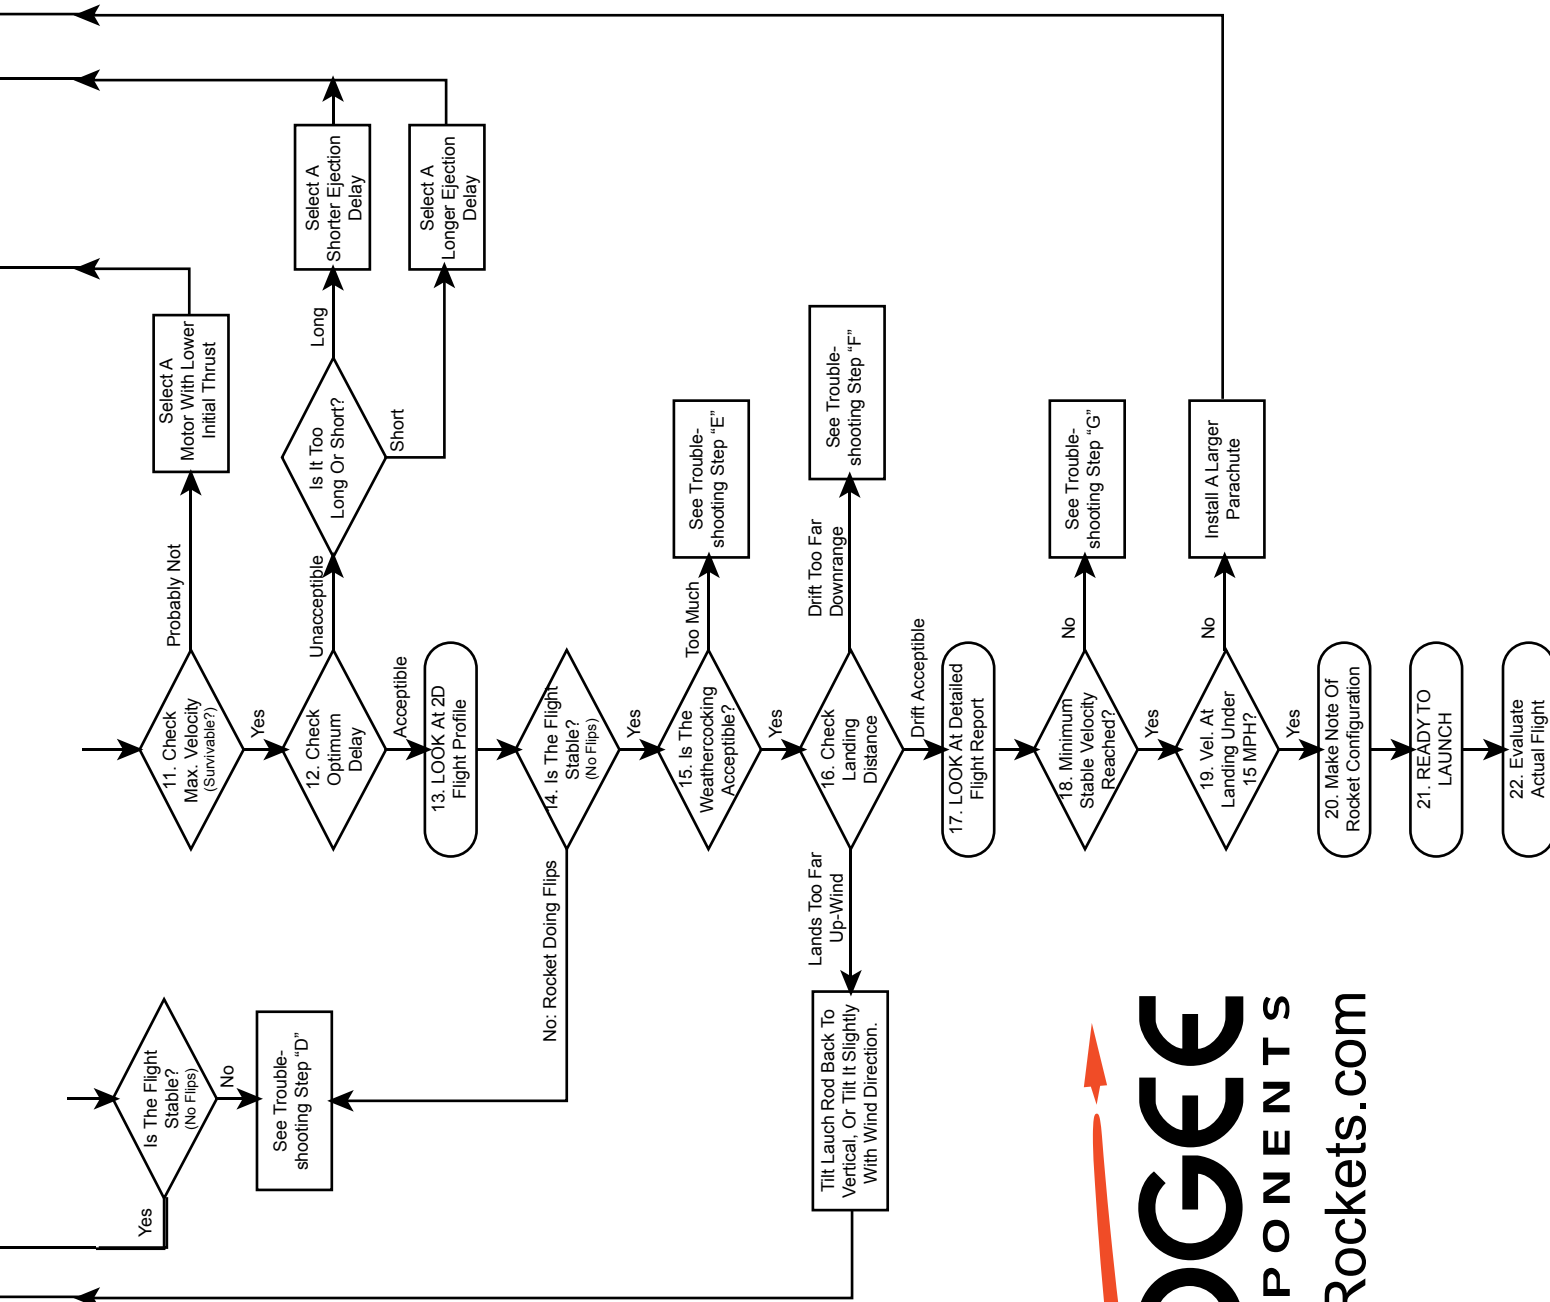 Select A
Motor With Lower
Initial Thrust
Probably Not
11. Check
Max. Velocity
(Survivable?)
Yes
12. Check
Optimum
Delay
Unacceptible
Is It Too
Long Or Short?
Long
Select A
Shorter Ejection
Delay
Short
Select A
Longer Ejection
Delay
Acceptible
13. LOOK At 2D
Flight Profile
14. Is The Flight
Stable?
(No Flips)
No: Rocket Doing Flips
Is The Flight
Stable?
(No Flips)
Yes
No
See Trouble-
shooting Step “D”
Yes
15. Is The
Weathercocking
Acceptible?
Too Much
See Trouble-
shooting Step “E”
Yes
16. Check
Landing
Distance
Drift Too Far
Downrange
See Trouble-
shooting Step “F”
Lands Too Far
Up-Wind
Tilt Lauch Rod Back To
Vertical, Or Tilt It Slightly
With Wind Direction.
Drift Acceptible
17. LOOK At Detailed
Flight Report
18. Minimum
Stable Velocity
Reached?
No
See Trouble-
shooting Step “G”
Yes
19. Vel. At
Landing Under
15 MPH?
No
Install A Larger
Parachute
Yes
20. Make Note Of
Rocket Configuration
21. READY TO
LAUNCH
22. Evaluate
Actual Flight
OGEE
PONENTS
Rockets.com